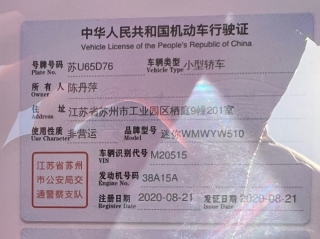 中华人民共和国机动车行驶证
Vehicle License of the People's Republic of China
号牌号码 苏U65D76 车辆类型 小型轿车
Plate No. Vehicle Type
所有人 陈丹萍
Owner
住址 江苏省苏州市工业园区栖庭9幢201室
Address
使用性质 非营运 品牌型号 迷你WMWYW510
Use Character Model
车辆识别代号 M20515
VIN
江苏省苏州市公安局交通警察支队
发动机号码 38A15A
Engine No.
注册日期 2020-08-21 发证日期 2020-08-21
Register Date Issue Date